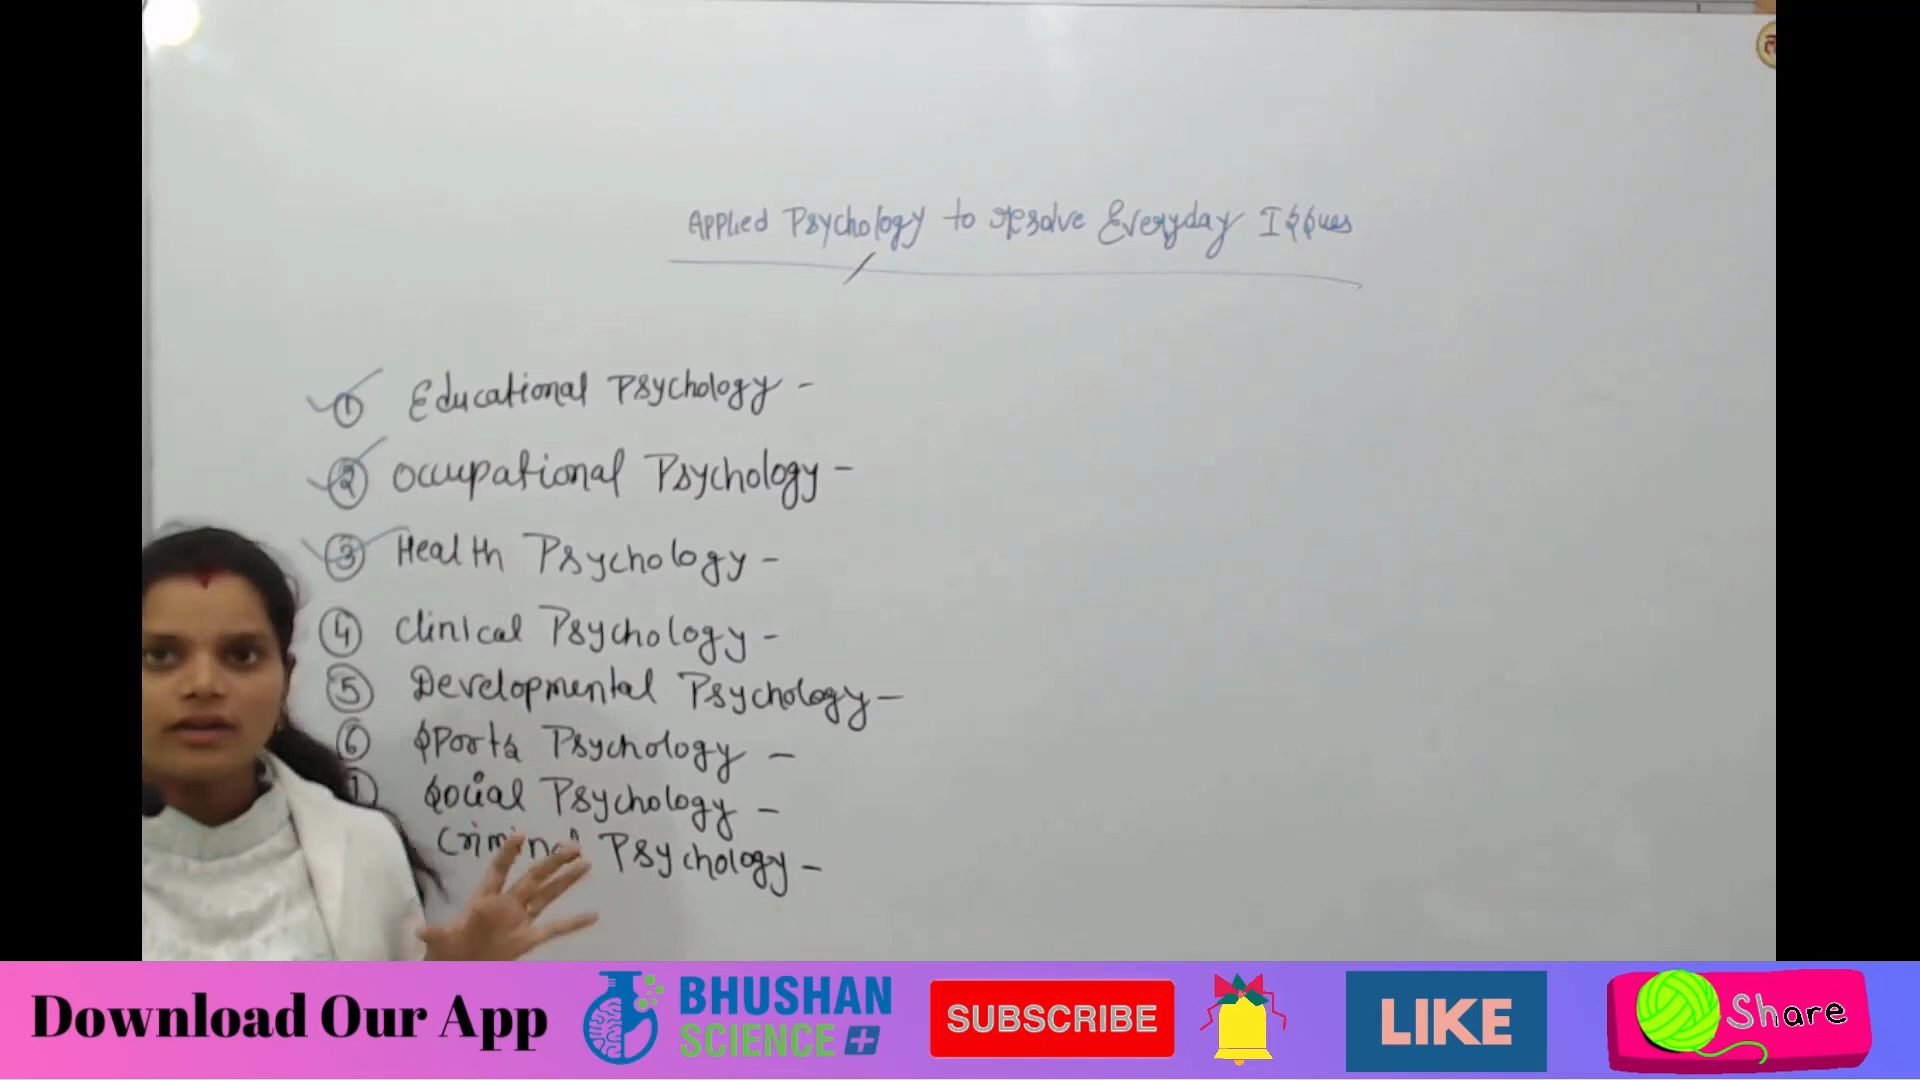 Applied Psychology to resolve Everyday Issues
① Educational Psychology -
② Occupational Psychology -
③ Health Psychology -
④ Clinical Psychology -
⑤ Developmental Psychology -
⑥ Sports Psychology -
Social Psychology -
Criminal Psychology -
Download Our App
BHUSHAN
SCIENCE
SUBSCRIBE
LIKE
Share